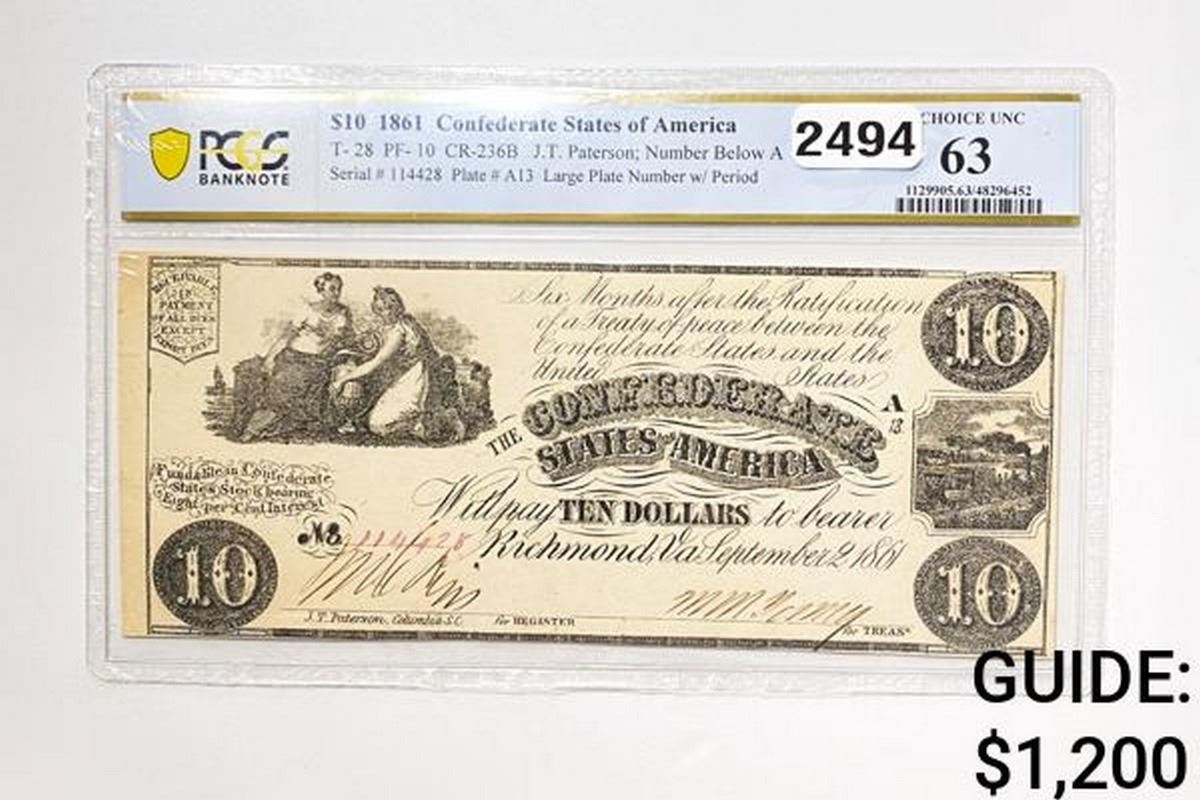 $10 1861 Confederate States of America
T- 28 PF- 10 CR-236B J.T. Paterson; Number Below A
Serial # 114428 Plate # A13 Large Plate Number w/ Period
PCGS
BANKNOTE
2494
CHOICE UNC
63
1129905.63/48296452
RECEIVABLE
IN
PAYMENT
OF ALL DUES
EXCEPT
EXPORT DUES
Six Months after the Ratification
of a Treaty of peace between the
Confederate States and the
United States
10
A
13
THE CONFEDERATE
STATES OF AMERICA
Fundable in Confederate
States Stock bearing
Eight per Cent Interest
Will pay TEN DOLLARS to bearer
No 114428 Richmond, Va September 2 1861
10
10
J.T. Paterson, Columbia S.C.
for REGISTER
for TREASR
GUIDE:
$1,200